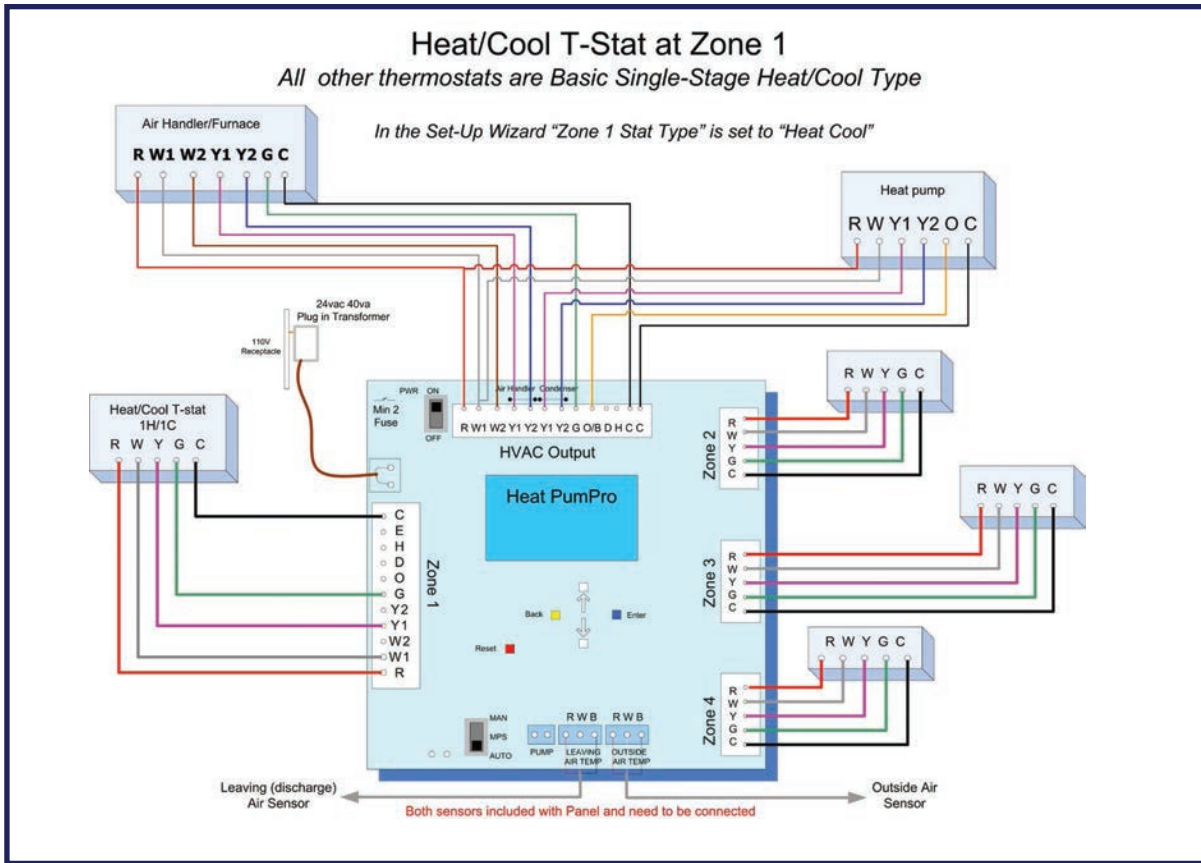 Heat/Cool T-Stat at Zone 1
All other thermostats are Basic Single-Stage Heat/Cool Type
In the Set-Up Wizard “Zone 1 Stat Type” is set to “Heat Cool”
Air Handler/Furnace
R W1 W2 Y1 Y2 G C
Heat pump
R W Y1 Y2 O C
24vac 40va
Plug in Transformer
110V
Receptacle
Heat/Cool T-stat
1H/1C
R W Y G C
PWR
ON
OFF
Min 2
Fuse
Air Handler
Condenser
R W1 W2 Y1 Y2 Y1 Y2 G O/B D H C C
HVAC Output
Heat PumPro
Zone 1
C
E
H
D
O
G
Y2
Y1
W2
W1
R
Back
Enter
Reset
Zone 2
R
W
Y
G
C
R W Y G C
Zone 3
R
W
Y
G
C
R W Y G C
Zone 4
R
W
Y
G
C
R W Y G C
MAN
MPS
AUTO
PUMP
R W B
LEAVING
AIR TEMP
R W B
OUTSIDE
AIR TEMP
Leaving (discharge)
Air Sensor
Both sensors included with Panel and need to be connected
Outside Air
Sensor